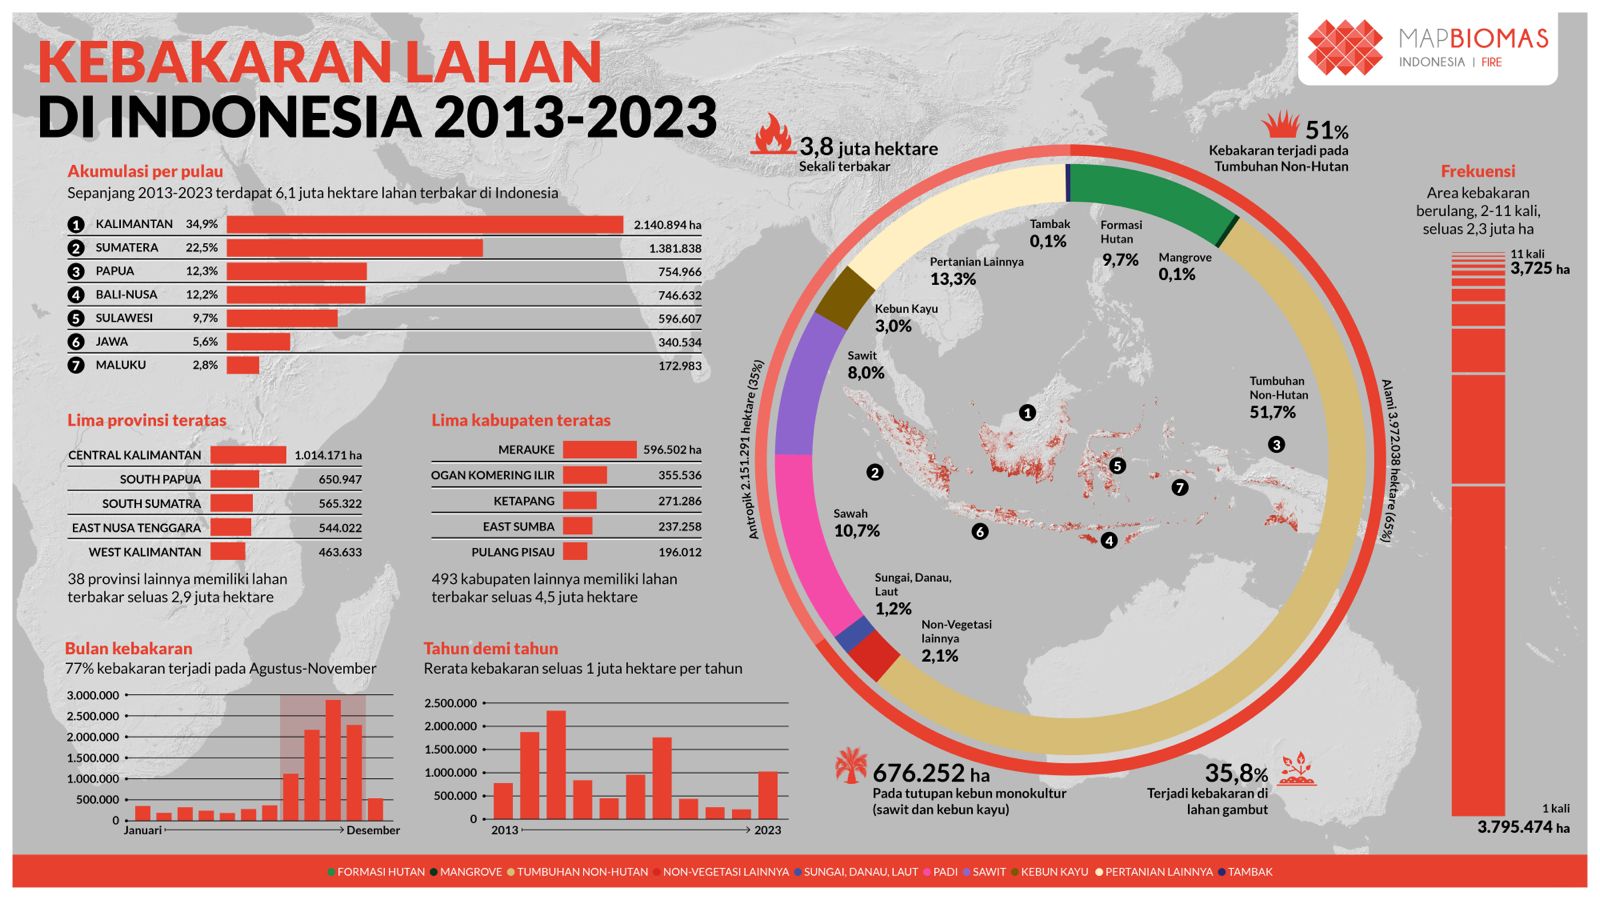 KEBAKARAN LAHAN
DI INDONESIA 2013-2023
MAPBIOMAS
INDONESIA | FIRE
Akumulasi per pulau
Sepanjang 2013-2023 terdapat 6,1 juta hektare lahan terbakar di Indonesia
1 KALIMANTAN 34,9% 2.140.894 ha
2 SUMATERA 22,5% 1.381.838
3 PAPUA 12,3% 754.966
4 BALI-NUSA 12,2% 746.632
5 SULAWESI 9,7% 596.607
6 JAWA 5,6% 340.534
7 MALUKU 2,8% 172.983
Lima provinsi teratas
CENTRAL KALIMANTAN 1.014.171 ha
SOUTH PAPUA 650.947
SOUTH SUMATRA 565.322
EAST NUSA TENGGARA 544.022
WEST KALIMANTAN 463.633
38 provinsi lainnya memiliki lahan
terbakar seluas 2,9 juta hektare
Lima kabupaten teratas
MERAUKE 596.502 ha
OGAN KOMERING ILIR 355.536
KETAPANG 271.286
EAST SUMBA 237.258
PULANG PISAU 196.012
493 kabupaten lainnya memiliki lahan
terbakar seluas 4,5 juta hektare
Bulan kebakaran
77% kebakaran terjadi pada Agustus-November
3.000.000
2.500.000
2.000.000
1.500.000
1.000.000
500.000
0
Januari Desember
Tahun demi tahun
Rerata kebakaran seluas 1 juta hektare per tahun
2.500.000
2.000.000
1.500.000
1.000.000
500.000
0
2013 2023
3,8 juta hektare
Sekali terbakar
51%
Kebakaran terjadi pada
Tumbuhan Non-Hutan
Tambak
0,1%
Formasi
Hutan
9,7%
Mangrove
0,1%
Pertanian Lainnya
13,3%
Kebun Kayu
3,0%
Sawit
8,0%
Tumbuhan
Non-Hutan
51,7%
Sawah
10,7%
Sungai, Danau,
Laut
1,2%
Non-Vegetasi
lainnya
2,1%
1
2
3
4
5
6
7
Antropik 2.151.291 hektare (35%)
Alami 3.972.038 hektare (65%)
676.252 ha
Pada tutupan kebun monokultur
(sawit dan kebun kayu)
35,8%
Terjadi kebakaran di
lahan gambut
Frekuensi
Area kebakaran
berulang, 2-11 kali,
seluas 2,3 juta ha
11 kali
3,725 ha
1 kali
3.795.474 ha
FORMASI HUTAN MANGROVE TUMBUHAN NON-HUTAN NON-VEGETASI LAINNYA SUNGAI, DANAU, LAUT PADI SAWIT KEBUN KAYU PERTANIAN LAINNYA TAMBAK